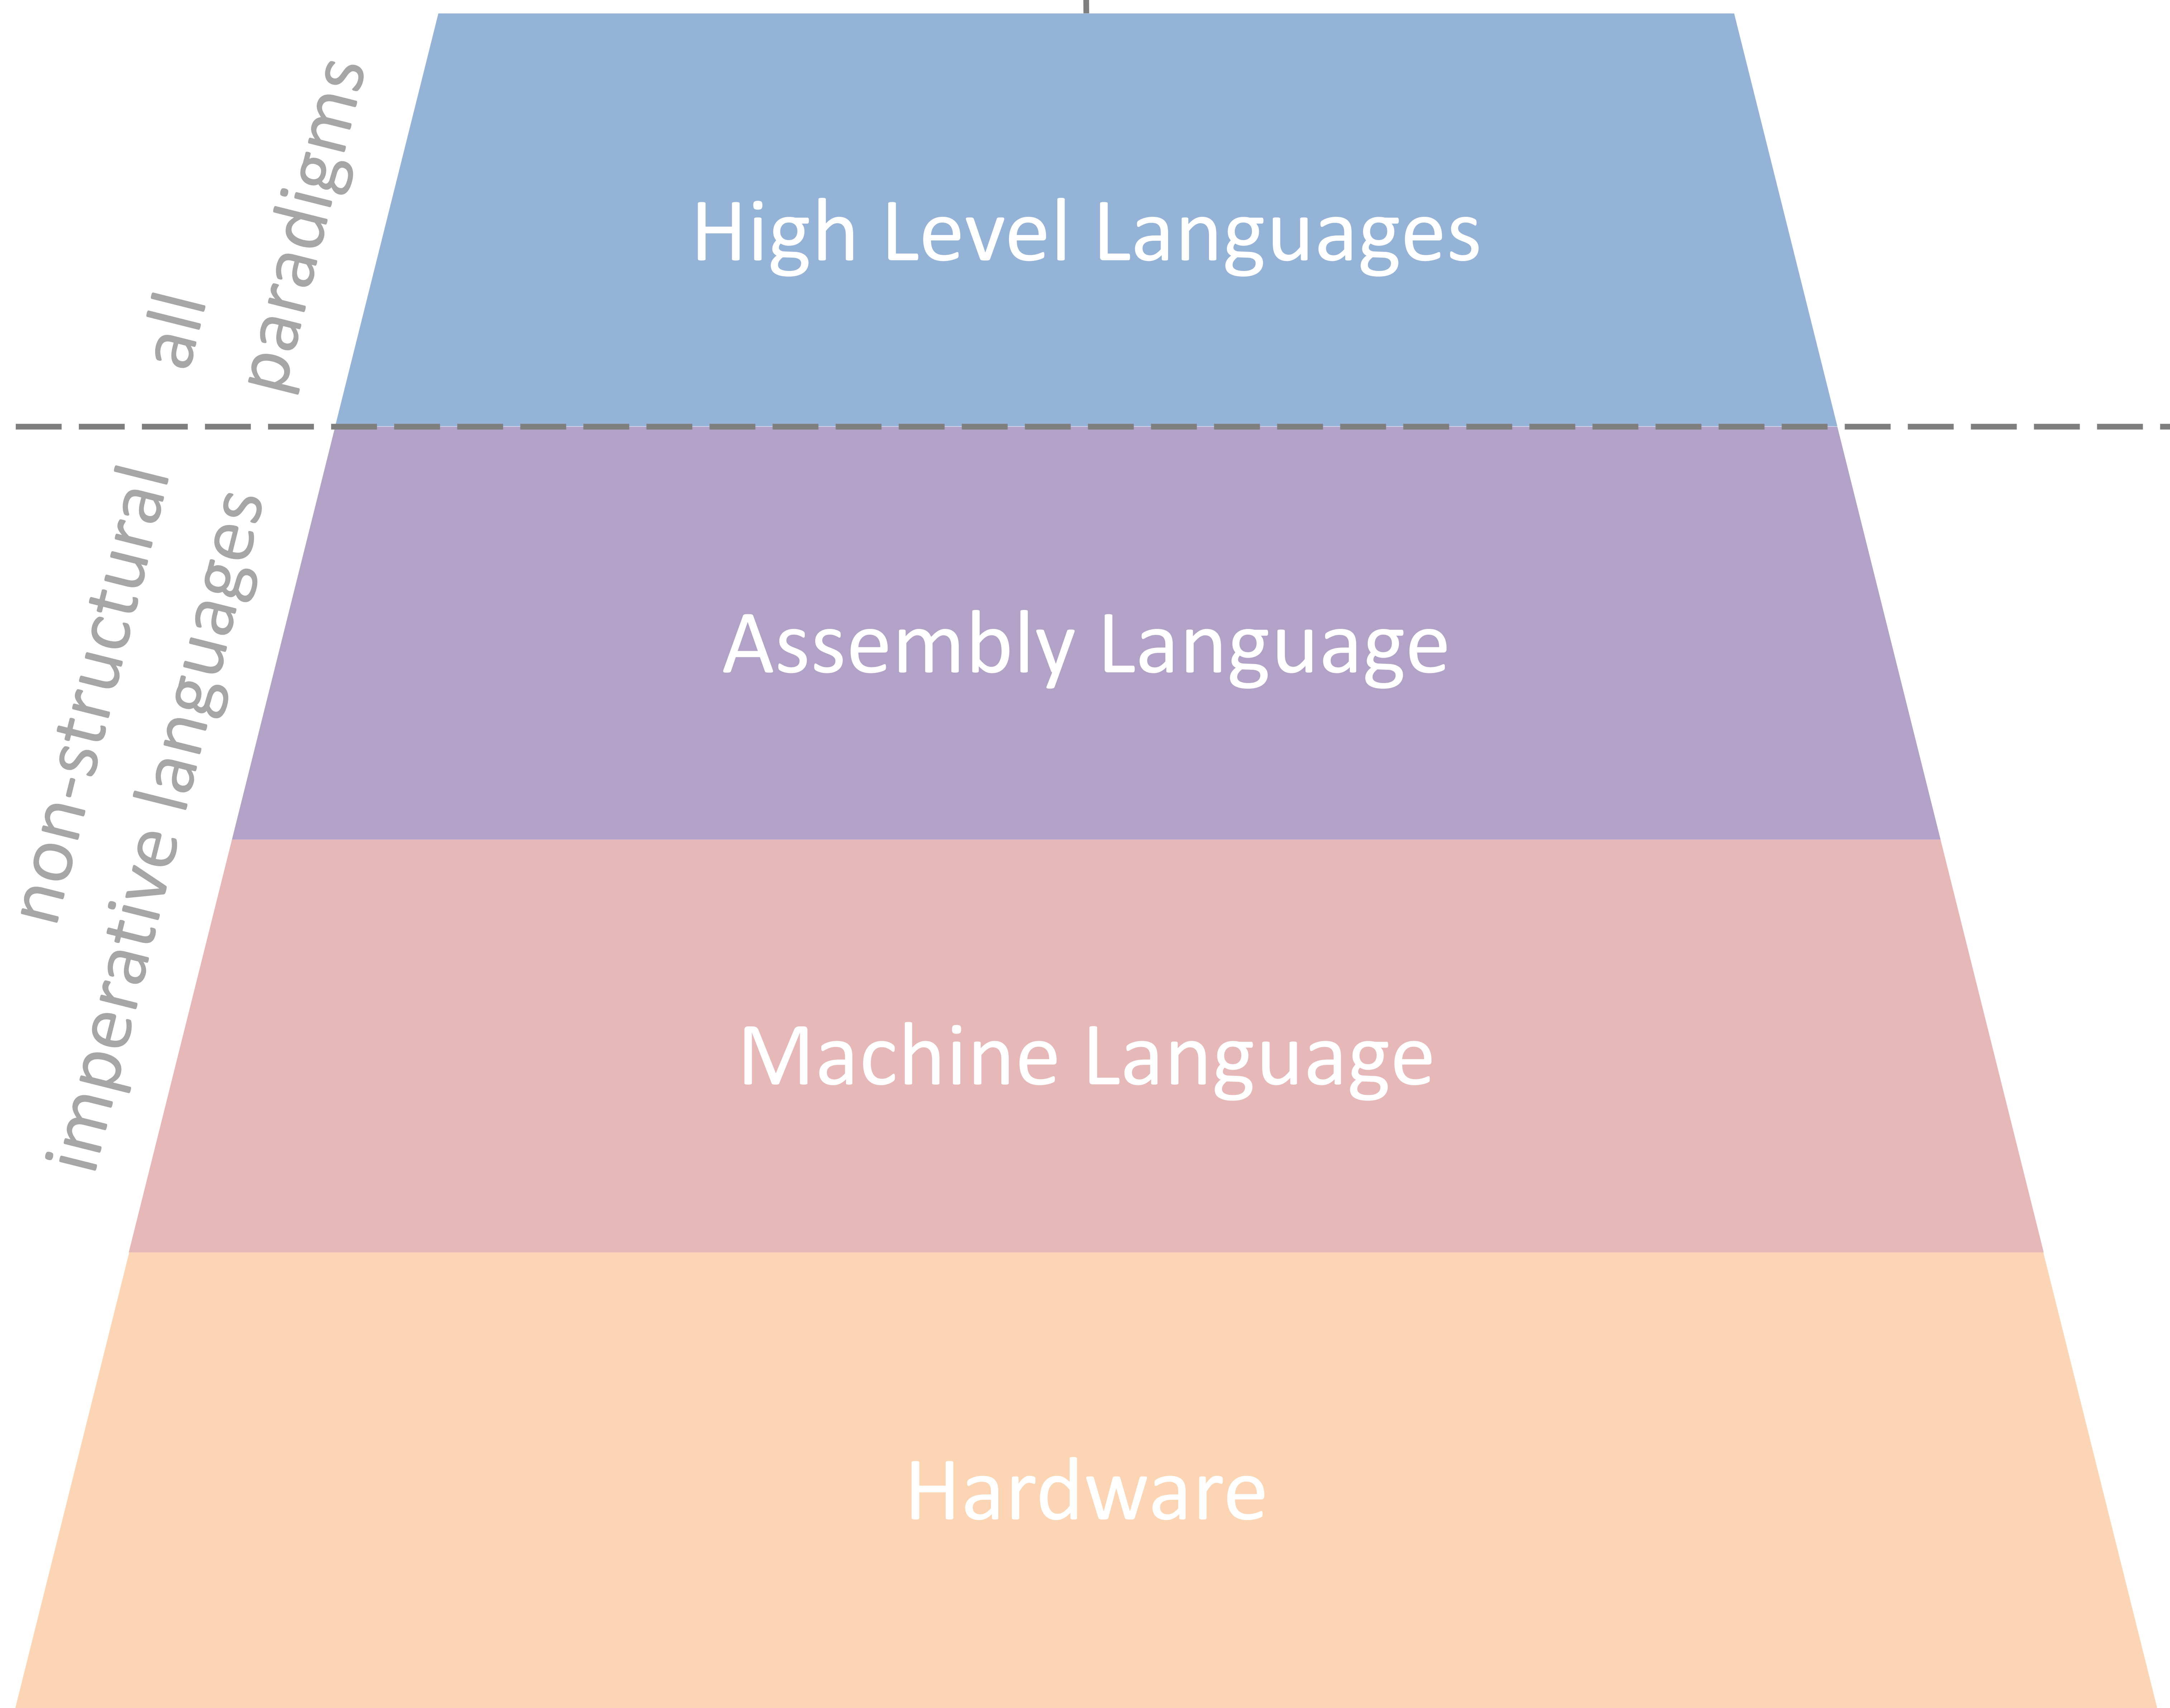 all
paradigms
High Level Languages
non-structural
imperative languages
Assembly Language
Machine Language
Hardware